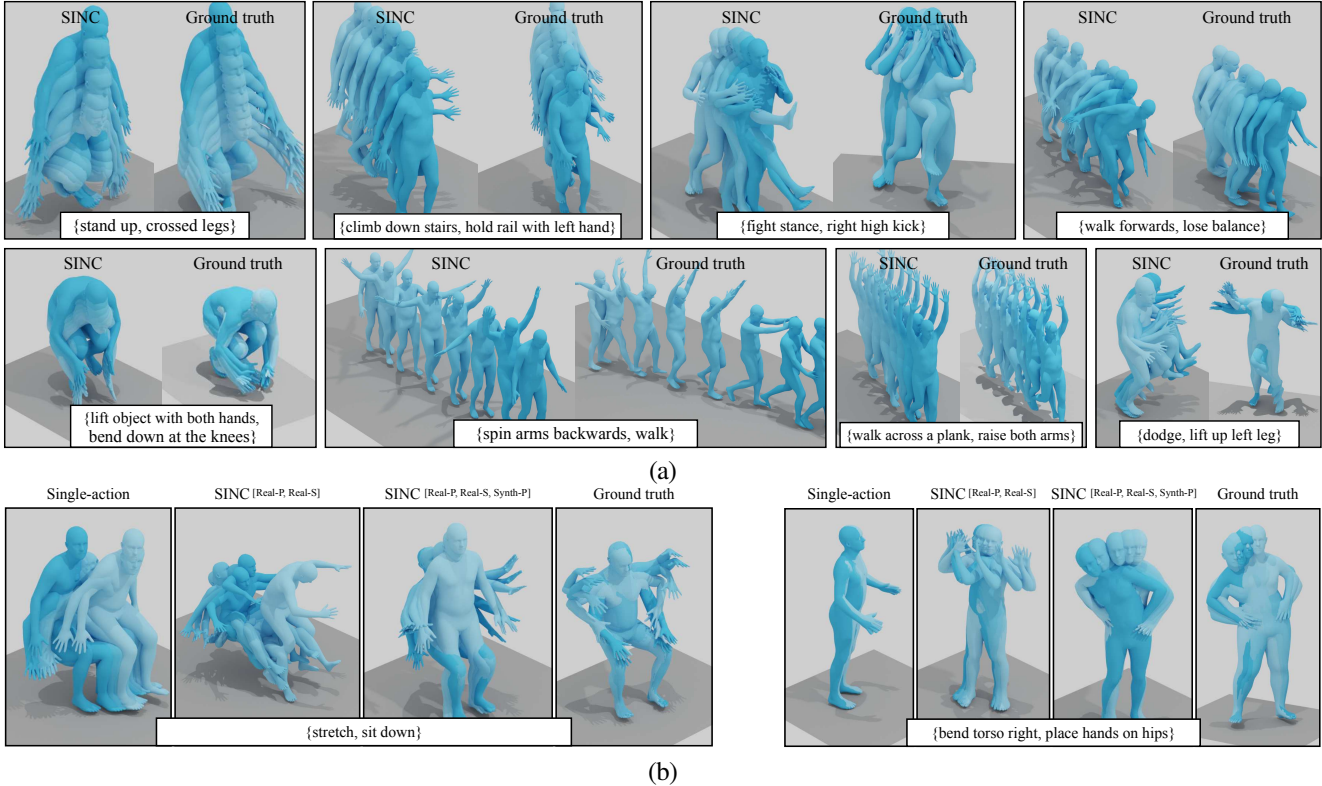 SINC
Ground truth
SINC
Ground truth
SINC
Ground truth
SINC
Ground truth
{stand up, crossed legs}
{climb down stairs, hold rail with left hand}
{fight stance, right high kick}
{walk forwards, lose balance}
SINC
Ground truth
SINC
Ground truth
SINC
Ground truth
SINC
Ground truth
{lift object with both hands,
bend down at the knees}
{spin arms backwards, walk}
{walk across a plank, raise both arms}
{dodge, lift up left leg}
(a)
Single-action
SINC [Real-P, Real-S]
SINC [Real-P, Real-S, Synth-P]
Ground truth
Single-action
SINC [Real-P, Real-S]
SINC [Real-P, Real-S, Synth-P]
Ground truth
{stretch, sit down}
{bend torso right, place hands on hips}
(b)